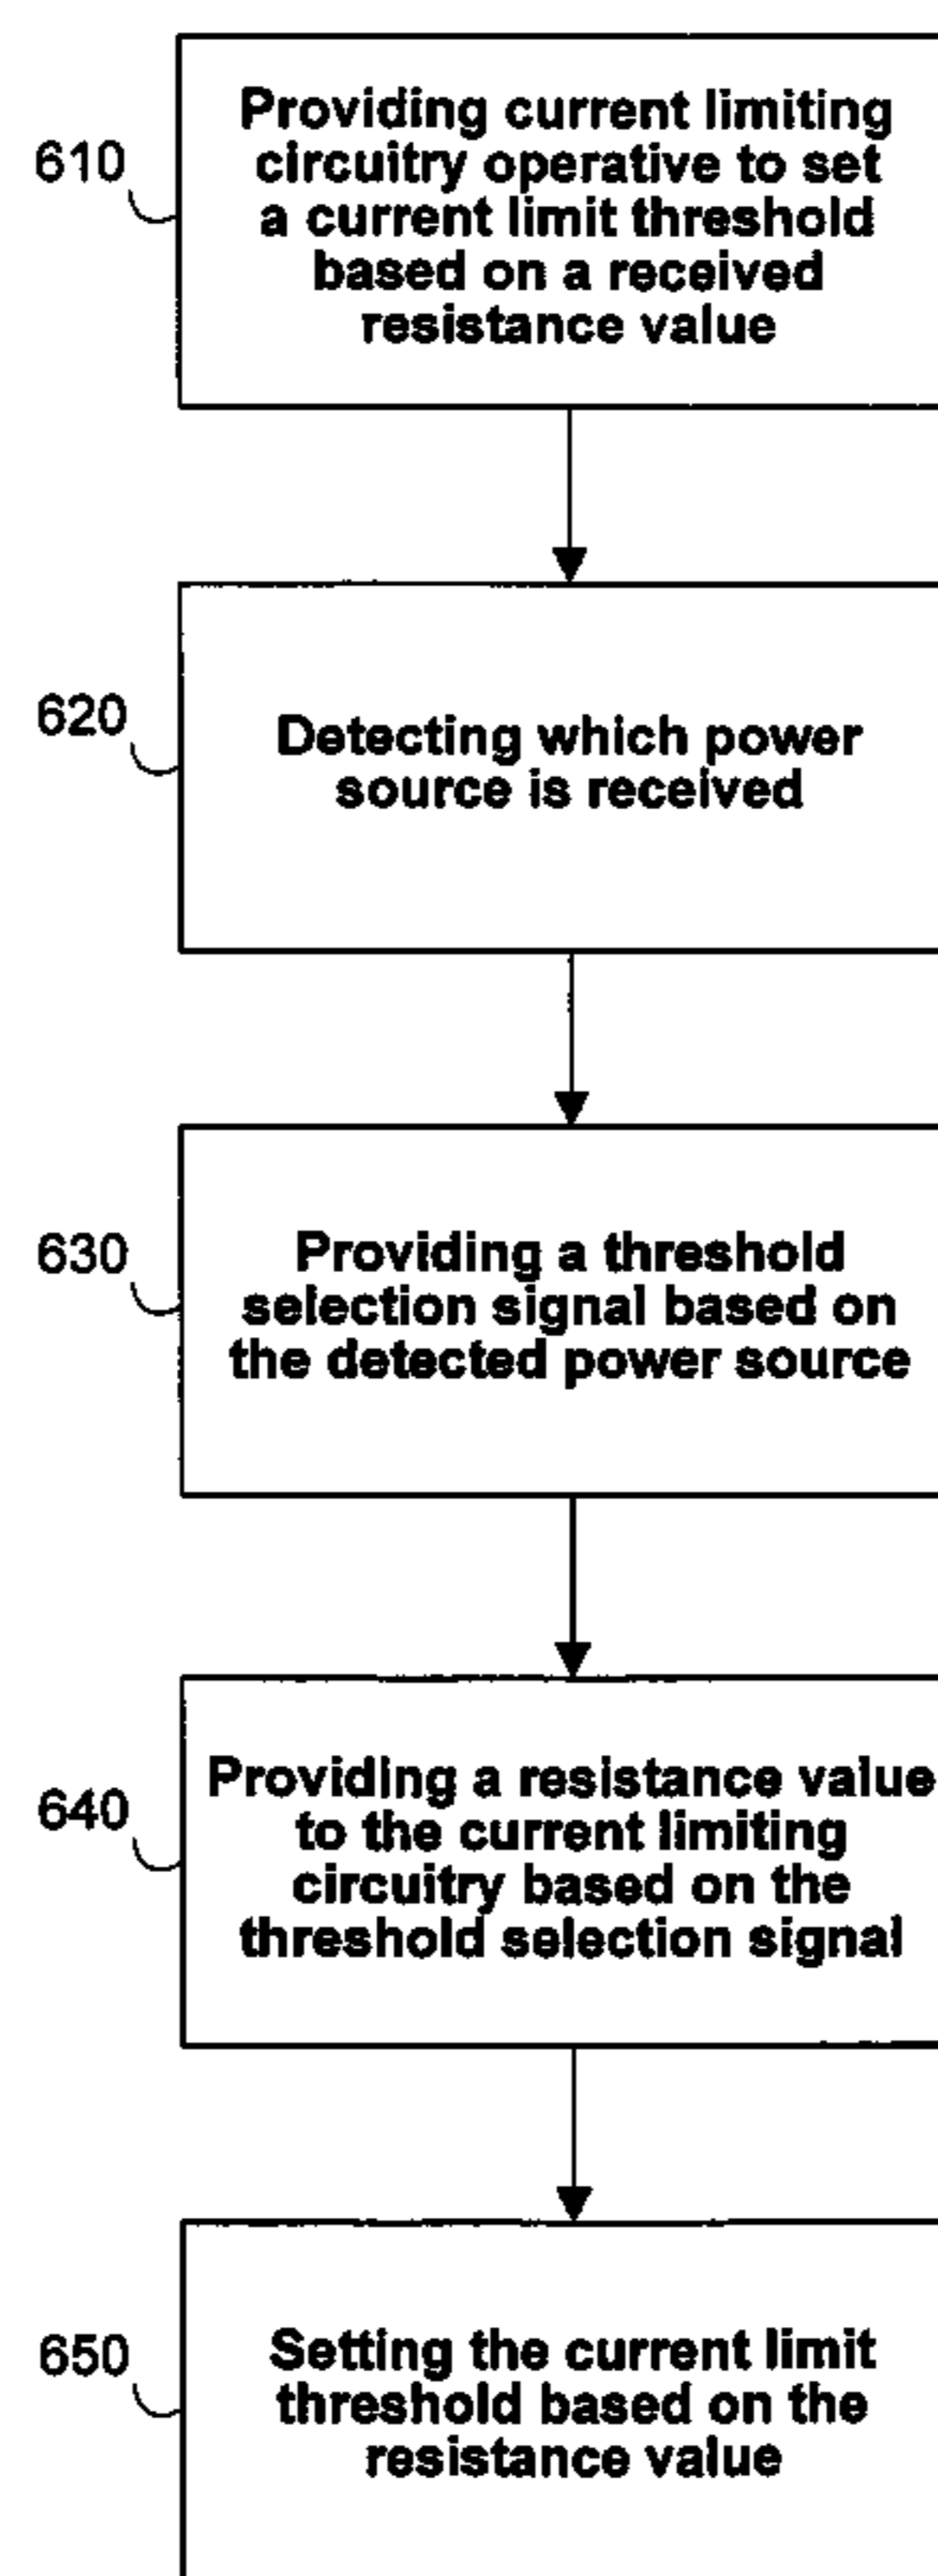 610
Providing current limiting
circuitry operative to set
a current limit threshold
based on a received
resistance value
620
Detecting which power
source is received
630
Providing a threshold
selection signal based on
the detected power source
640
Providing a resistance value
to the current limiting
circuitry based on the
threshold selection signal
650
Setting the current limit
threshold based on the
resistance value